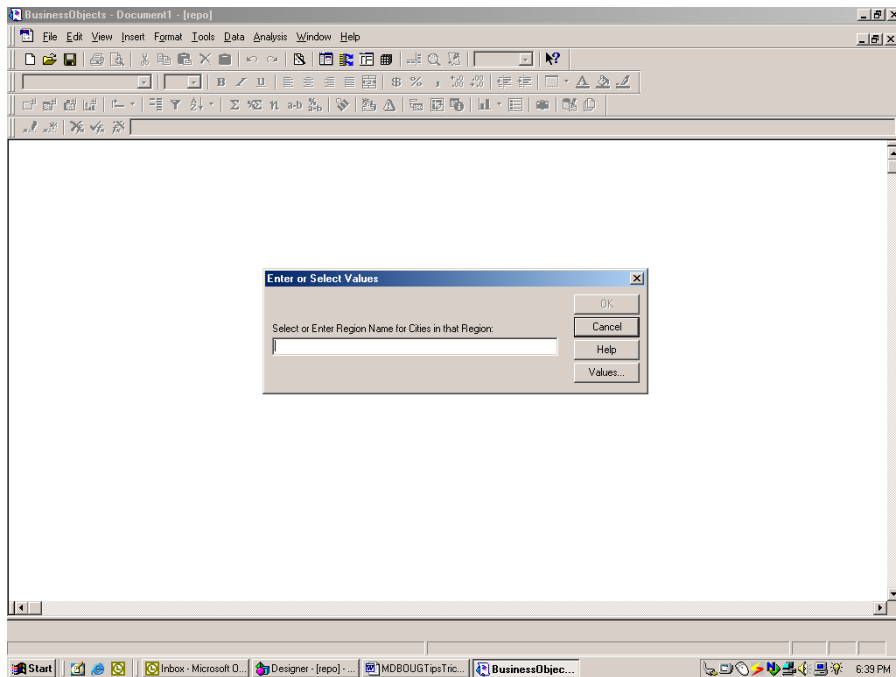 BusinessObjects - Document1 - [repo]
File Edit View Insert Format Tools Data Analysis Window Help
B I U $ % ,
Enter or Select Values
OK
Select or Enter Region Name for Cities in that Region:
Cancel
Help
Values...
Start Inbox - Microsoft O... Designer - [repo] - ... MDBOUGTipsTric... BusinessObjec... 6:39 PM